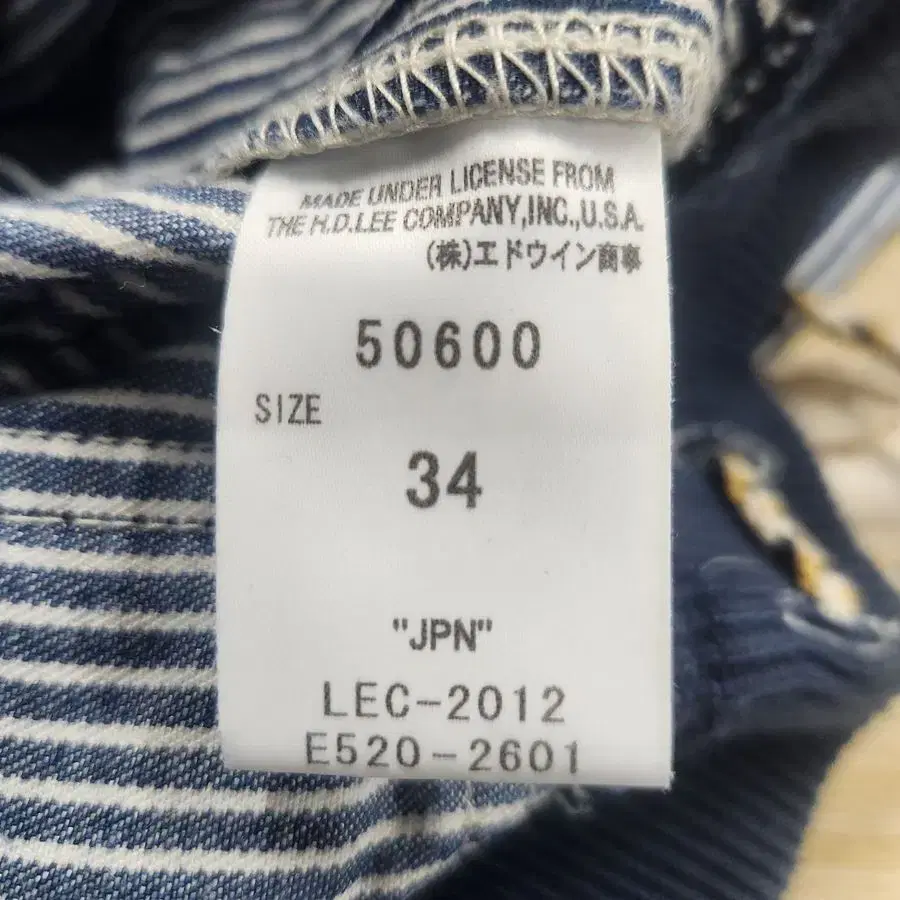 MADE UNDER LICENSE FROM
THE H.D.LEE COMPANY,INC.,U.S.A.
(株)エドウイン商事
50600
SIZE
34
"JPN"
LEC-2012
E520-2601